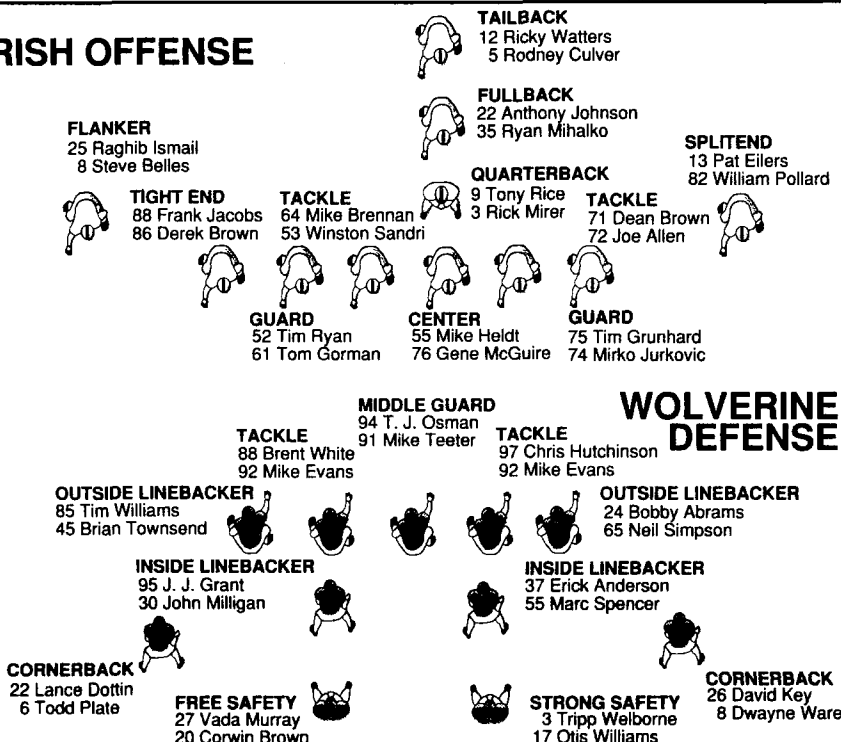 RISH OFFENSE
TAILBACK
12 Ricky Watters
5 Rodney Culver
FULLBACK
22 Anthony Johnson
35 Ryan Mihalko
FLANKER
25 Raghib Ismail
8 Steve Belles
SPLITEND
13 Pat Eilers
82 William Pollard
QUARTERBACK
9 Tony Rice
3 Rick Mirer
TIGHT END
88 Frank Jacobs
86 Derek Brown
TACKLE
64 Mike Brennan
53 Winston Sandri
TACKLE
71 Dean Brown
72 Joe Allen
GUARD
52 Tim Ryan
61 Tom Gorman
CENTER
55 Mike Heldt
76 Gene McGuire
GUARD
75 Tim Grunhard
74 Mirko Jurkovic
WOLVERINE
DEFENSE
MIDDLE GUARD
94 T. J. Osman
91 Mike Teeter
TACKLE
88 Brent White
92 Mike Evans
TACKLE
97 Chris Hutchinson
92 Mike Evans
OUTSIDE LINEBACKER
85 Tim Williams
45 Brian Townsend
OUTSIDE LINEBACKER
24 Bobby Abrams
65 Neil Simpson
INSIDE LINEBACKER
95 J. J. Grant
30 John Milligan
INSIDE LINEBACKER
37 Erick Anderson
55 Marc Spencer
CORNERBACK
22 Lance Dottin
6 Todd Plate
FREE SAFETY
27 Vada Murray
20 Corwin Brown
STRONG SAFETY
3 Tripp Welborne
17 Otis Williams
CORNERBACK
26 David Key
8 Dwayne Ware